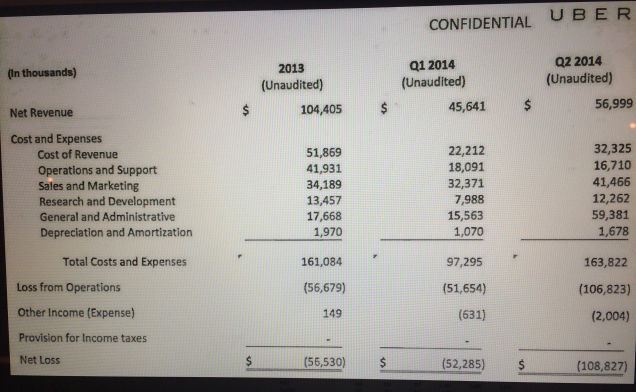 CONFIDENTIAL UBER
(In thousands) 2013 (Unaudited) Q1 2014 (Unaudited) Q2 2014 (Unaudited)
Net Revenue $ 104,405 $ 45,641 $ 56,999
Cost and Expenses
Cost of Revenue 51,869 22,212 32,325
Operations and Support 41,931 18,091 16,710
Sales and Marketing 34,189 32,371 41,466
Research and Development 13,457 7,988 12,262
General and Administrative 17,668 15,563 59,381
Depreciation and Amortization 1,970 1,070 1,678
Total Costs and Expenses 161,084 97,295 163,822
Loss from Operations (56,679) (51,654) (106,823)
Other Income (Expense) 149 (631) (2,004)
Provision for Income taxes - - -
Net Loss $ (56,530) $ (52,285) $ (108,827)